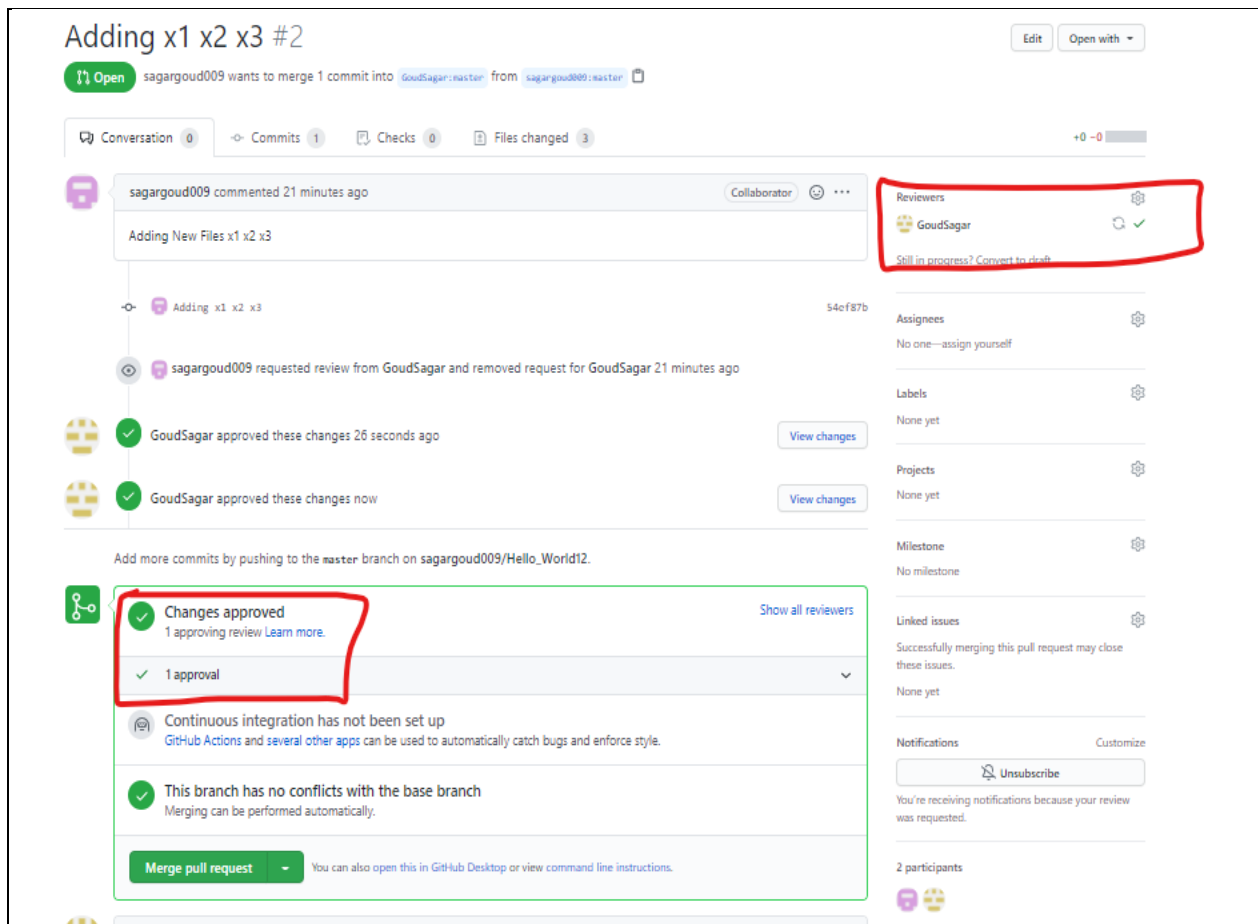 Adding x1 x2 x3 #2
Edit
Open with
Open
sagargoud009 wants to merge 1 commit into GoudSagar:master from sagargoud009:master
Conversation 0
Commits 1
Checks 0
Files changed 3
+0 −0
sagargoud009 commented 21 minutes ago
Collaborator
Adding New Files x1 x2 x3
Adding x1 x2 x3
54ef87b
sagargoud009 requested review from GoudSagar and removed request for GoudSagar 21 minutes ago
GoudSagar approved these changes 26 seconds ago
View changes
GoudSagar approved these changes now
View changes
Add more commits by pushing to the master branch on sagargoud009/Hello_World12.
Changes approved
1 approving review Learn more.
Show all reviewers
1 approval
Continuous integration has not been set up
GitHub Actions and several other apps can be used to automatically catch bugs and enforce style.
This branch has no conflicts with the base branch
Merging can be performed automatically.
Merge pull request
You can also open this in GitHub Desktop or view command line instructions.
Reviewers
GoudSagar
Still in progress? Convert to draft
Assignees
No one—assign yourself
Labels
None yet
Projects
None yet
Milestone
No milestone
Linked issues
Successfully merging this pull request may close
these issues.
None yet
Notifications
Customize
Unsubscribe
You're receiving notifications because your review
was requested.
2 participants